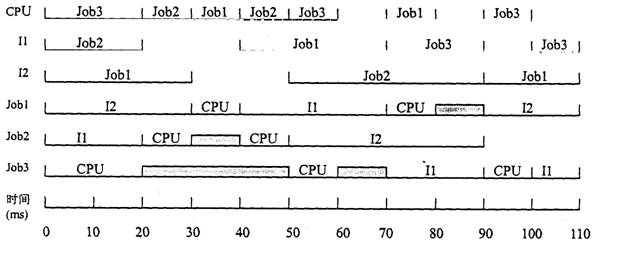 CPU Job3 Job2 Job1 Job2 Job3 Job1 Job3
I1 Job2 Job1 Job3 Job3
I2 Job1 Job2 Job1
Job1 I2 CPU I1 CPU I2
Job2 I1 CPU CPU I2
Job3 CPU CPU I1 CPU I1
时间
(ms)
0 10 20 30 40 50 60 70 80 90 100 110